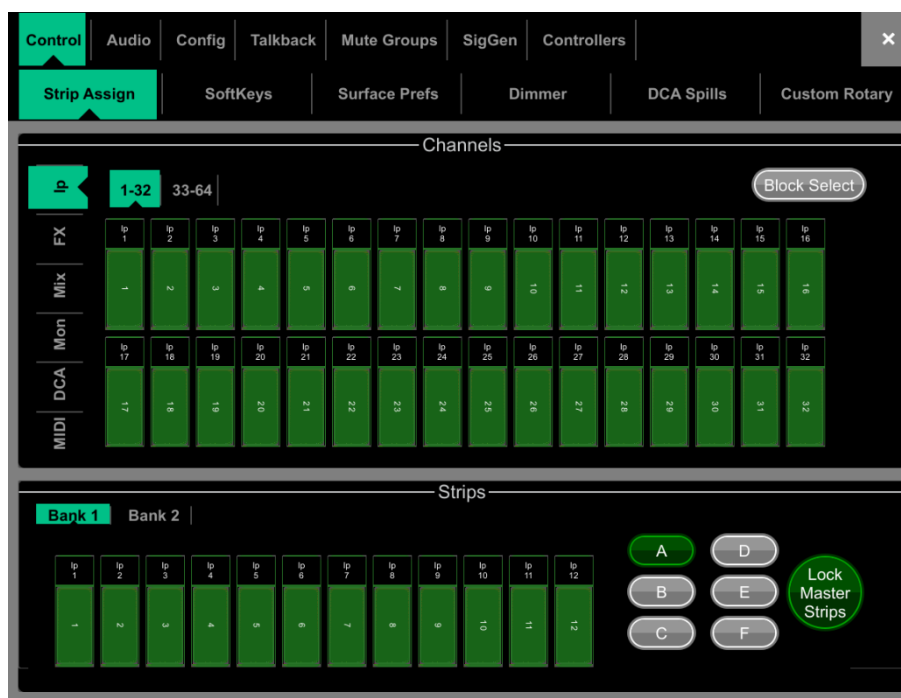 Control Audio Config Talkback Mute Groups SigGen Controllers ×
Strip Assign SoftKeys Surface Prefs Dimmer DCA Spills Custom Rotary
Channels
Ip 1-32 33-64 Block Select
FX
Mix
Mon
DCA
MIDI
Ip Ip Ip Ip Ip Ip Ip Ip Ip Ip Ip Ip Ip Ip Ip Ip
1 2 3 4 5 6 7 8 9 10 11 12 13 14 15 16
1 2 3 4 5 6 7 8 9 10 11 12 13 14 15 16
Ip Ip Ip Ip Ip Ip Ip Ip Ip Ip Ip Ip Ip Ip Ip Ip
17 18 19 20 21 22 23 24 25 26 27 28 29 30 31 32
17 18 19 20 21 22 23 24 25 26 27 28 29 30 31 32
Strips
Bank 1 Bank 2
Ip Ip Ip Ip Ip Ip Ip Ip Ip Ip Ip Ip
1 2 3 4 5 6 7 8 9 10 11 12
1 2 3 4 5 6 7 8 9 10 11 12
A D
B E
C F
Lock
Master
Strips